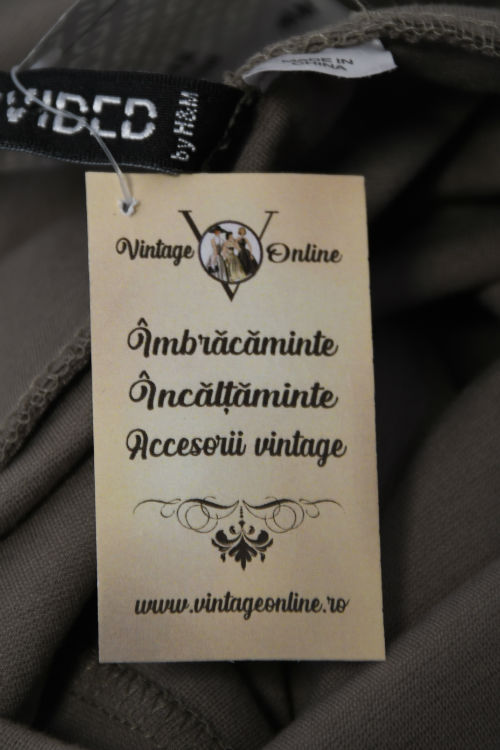 MADE IN
CHINA
VIDED
by H&M
Vintage V Online
Îmbrăcăminte
Încălțăminte
Accesorii vintage
www.vintageonline.ro